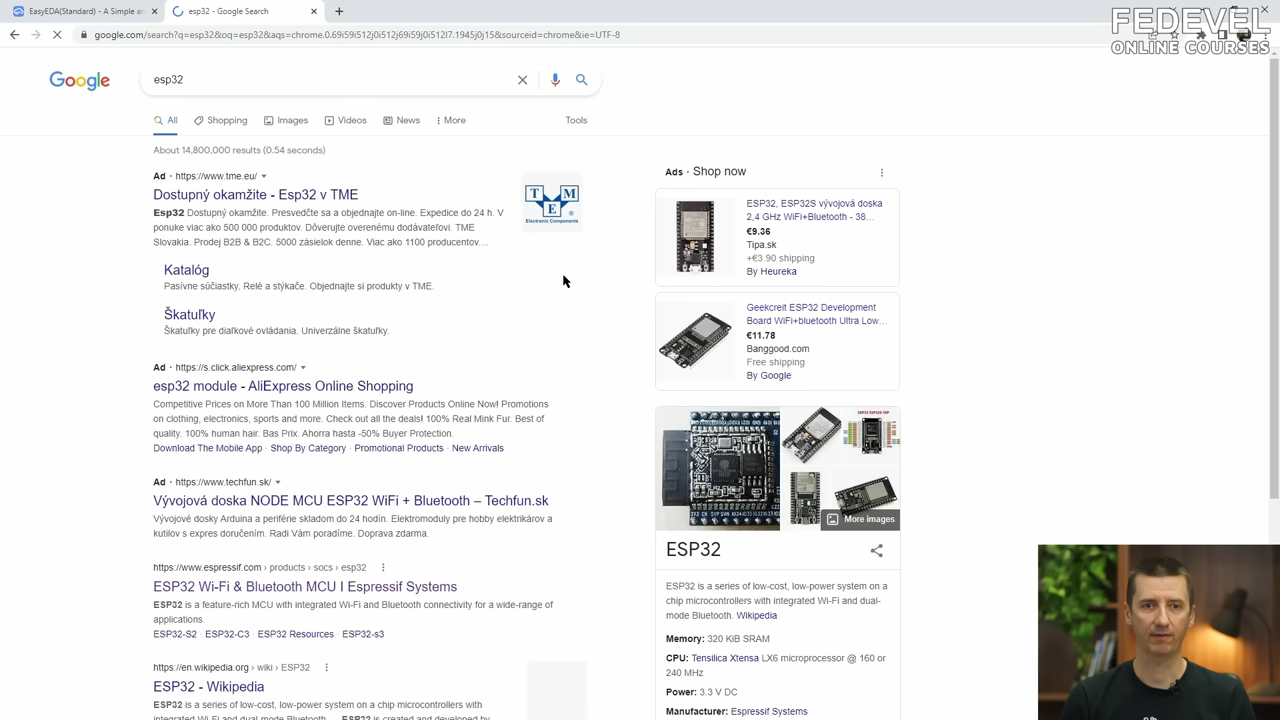 EasyEDA(Standard) - A Simple an
esp32 - Google Search
google.com/search?q=esp32&oq=esp32&aqs=chrome.0.69i59i512j0i512j69i59j0i512l7.1945j0j15&sourceid=chrome&ie=UTF-8
FEDEVEL
ONLINE COURSES
Google
esp32
All Shopping Images Videos News More Tools
About 14,800,000 results (0.54 seconds)
Ad · https://www.tme.eu/
Dostupný okamžite - Esp32 v TME
Esp32 Dostupný okamžite. Presvedčte sa a objednajte on-line. Expedice do 24 h. V
ponuke viac ako 500 000 produktov. Dôverujte overenému dodávateľovi. TME
Slovakia. Prodej B2B & B2C. 5000 zásielok denne. Viac ako 1100 producentov....
TME
Electronic Components
Katalóg
Pasívne súčiastky, Relé a stýkače. Objednajte si produkty v TME.
Škatuľky
Škatuľky pre diaľkové ovládania. Univerzálne škatuľky.
Ad · https://s.click.aliexpress.com/
esp32 module - AliExpress Online Shopping
Competitive Prices on More Than 100 Million Items. Discover Products Online Now! Promotions
on clothing, electronics, sports and more. Check out all the deals! 100% Real Mink Fur. Best of
quality. 100% human hair. Bas Prix. Ahorra hasta -50% Buyer Protection.
Download The Mobile App · Shop By Category · Promotional Products · New Arrivals
Ad · https://www.techfun.sk/
Vývojová doska NODE MCU ESP32 WiFi + Bluetooth – Techfun.sk
Vývojové dosky Arduina a periférie skladom do 24 hodín. Elektromoduly pre hobby elektrikárov a
kutilov s expres doručením. Radi Vám poradíme. Doprava zdarma.
https://www.espressif.com › products › socs › esp32
ESP32 Wi-Fi & Bluetooth MCU I Espressif Systems
ESP32 is a feature-rich MCU with integrated Wi-Fi and Bluetooth connectivity for a wide-range of
applications.
ESP32-S2 · ESP32-C3 · ESP32 Resources · ESP32-s3
https://en.wikipedia.org › wiki › ESP32
ESP32 - Wikipedia
ESP32 is a series of low-cost, low-power system on a chip microcontrollers with
integrated Wi-Fi and dual-mode Bluetooth. ... ESP32 is created and developed by
Ads · Shop now
ESP32, ESP32S vývojová doska
2,4 GHz WiFi+Bluetooth - 38...
€9.36
Tipa.sk
+€3.90 shipping
By Heureka
Geekcreit ESP32 Development
Board WiFi+bluetooth Ultra Low...
€11.78
Banggood.com
Free shipping
By Google
More images
ESP32
ESP32 is a series of low-cost, low-power system on a
chip microcontrollers with integrated Wi-Fi and dual-
mode Bluetooth. Wikipedia
Memory: 320 KiB SRAM
CPU: Tensilica Xtensa LX6 microprocessor @ 160 or
240 MHz
Power: 3.3 V DC
Manufacturer: Espressif Systems